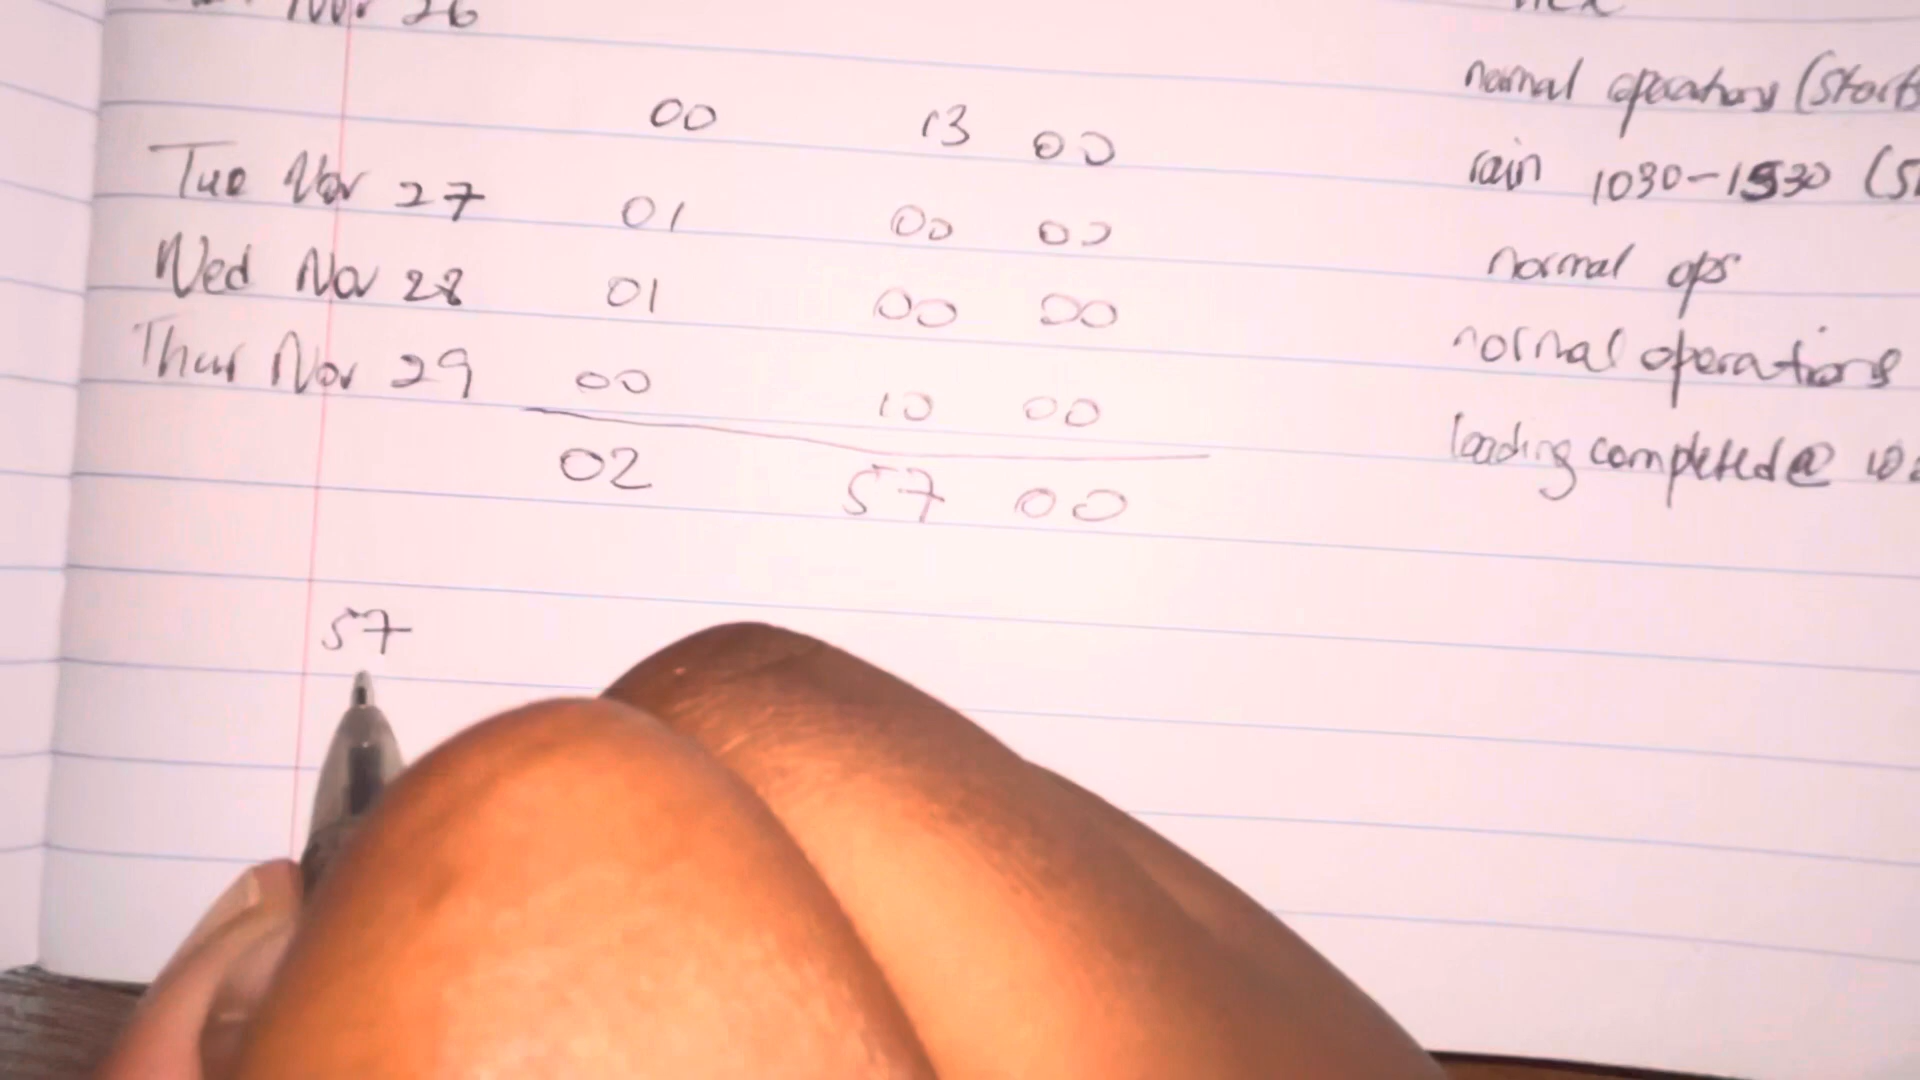 Nov 26
normal operations (starts
00 13 00
rain 1030-1530 (S
Tue Nov 27 01 00 00 normal ops
Wed Nov 28 01 00 00 normal operations
Thur Nov 29 00 10 00 loading completed @ 10
02 57 00
57